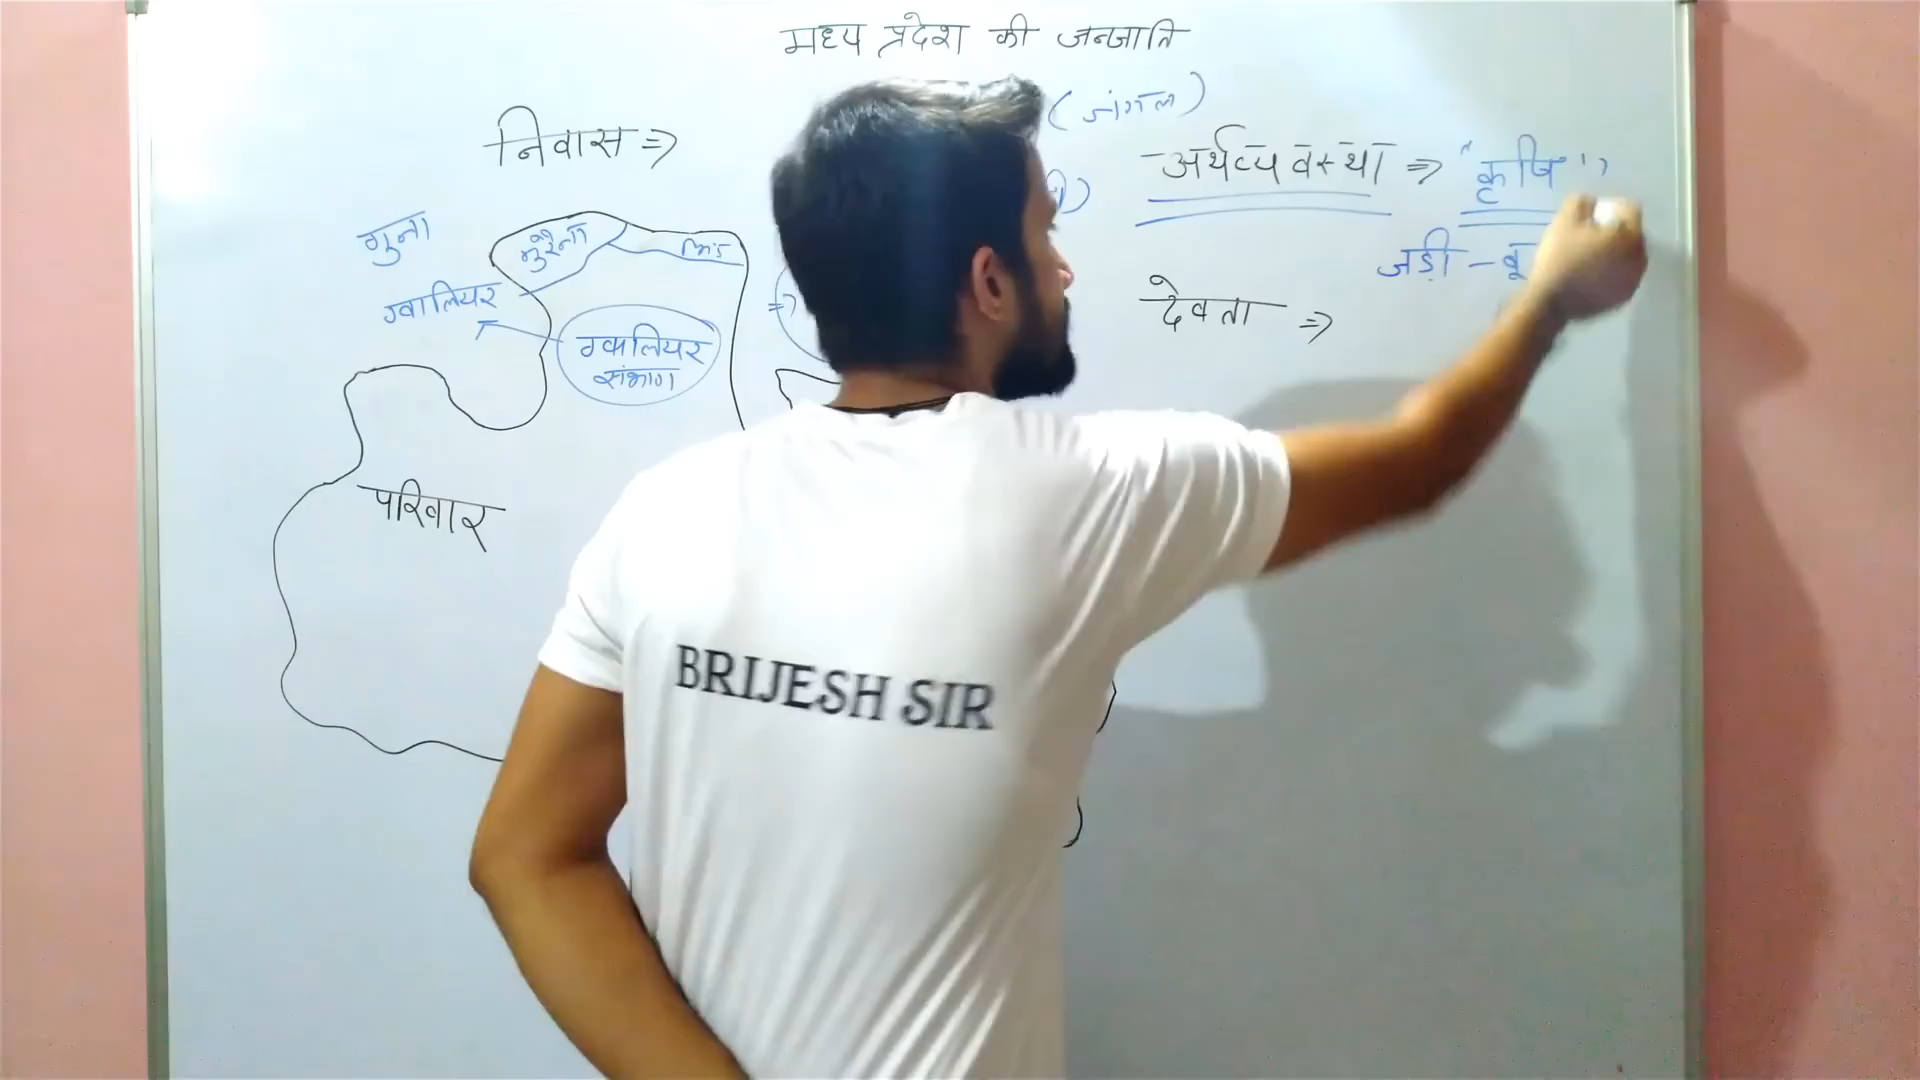 मध्य प्रदेश की जनजाति
(जंगल)
निवास ⇒
अर्थव्यवस्था ⇒ "कृषि"
गुना
मुरैना
भिंड
जड़ी - बू
ग्वालियर
देवता ⇒
ग्वालियर
संभाग
परिवार
BRIJESH SIR